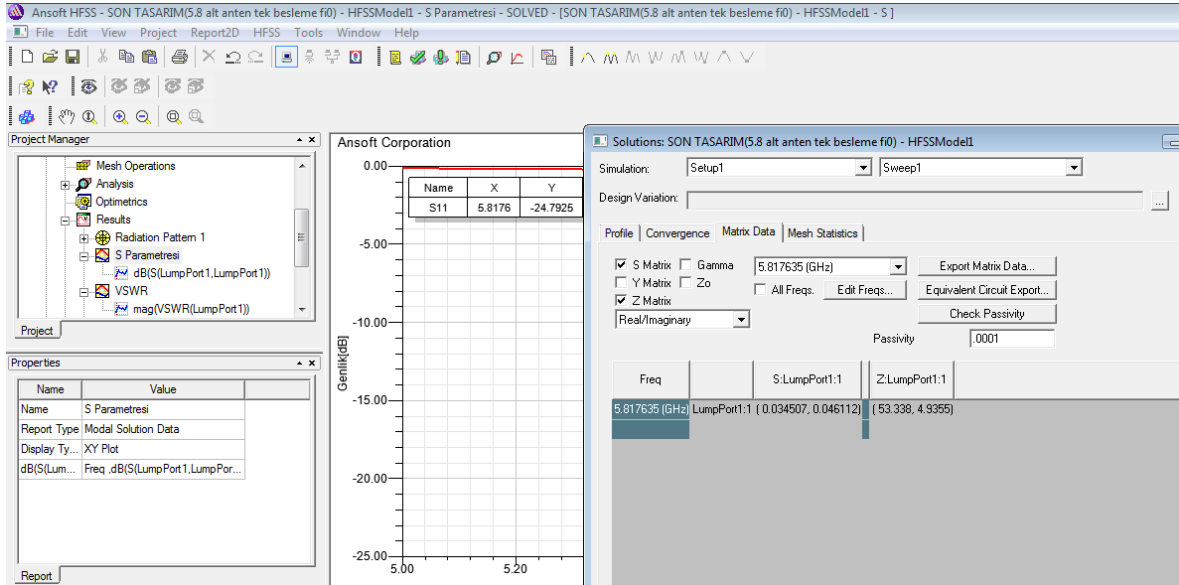 Ansoft HFSS - SON TASARIM(5.8 alt anten tek besleme fi0) - HFSSModel1 - S Parametresi - SOLVED - [SON TASARIM(5.8 alt anten tek besleme fi0) - HFSSModel1 - S ]
File Edit View Project Report2D HFSS Tools Window Help
Project Manager
Mesh Operations
Analysis
Optimetrics
Results
Radiation Pattern 1
S Parametresi
dB(S(LumpPort1,LumpPort1))
VSWR
mag(VSWR(LumpPort1))
Project
Properties
Name Value
Name S Parametresi
Report Type Modal Solution Data
Display Ty... XY Plot
dB(S(Lum... Freq ,dB(S(LumpPort1,LumpPor...
Report
Ansoft Corporation
0.00
Name X Y
S11 5.8176 -24.7925
-5.00
-10.00
Genlik[dB]
-15.00
-20.00
-25.00
5.00 5.20
Solutions: SON TASARIM(5.8 alt anten tek besleme fi0) - HFSSModel1
Simulation: Setup1 Sweep1
Design Variation: ...
Profile Convergence Matrix Data Mesh Statistics
S Matrix Gamma 5.817635 (GHz) Export Matrix Data...
Y Matrix Zo All Freqs. Edit Freqs... Equivalent Circuit Export...
Z Matrix Check Passivity
Real/Imaginary
Passivity .0001
Freq S:LumpPort1:1 Z:LumpPort1:1
5.817635 (GHz) LumpPort1:1 ( 0.034507, 0.046112) ( 53.338, 4.9355)